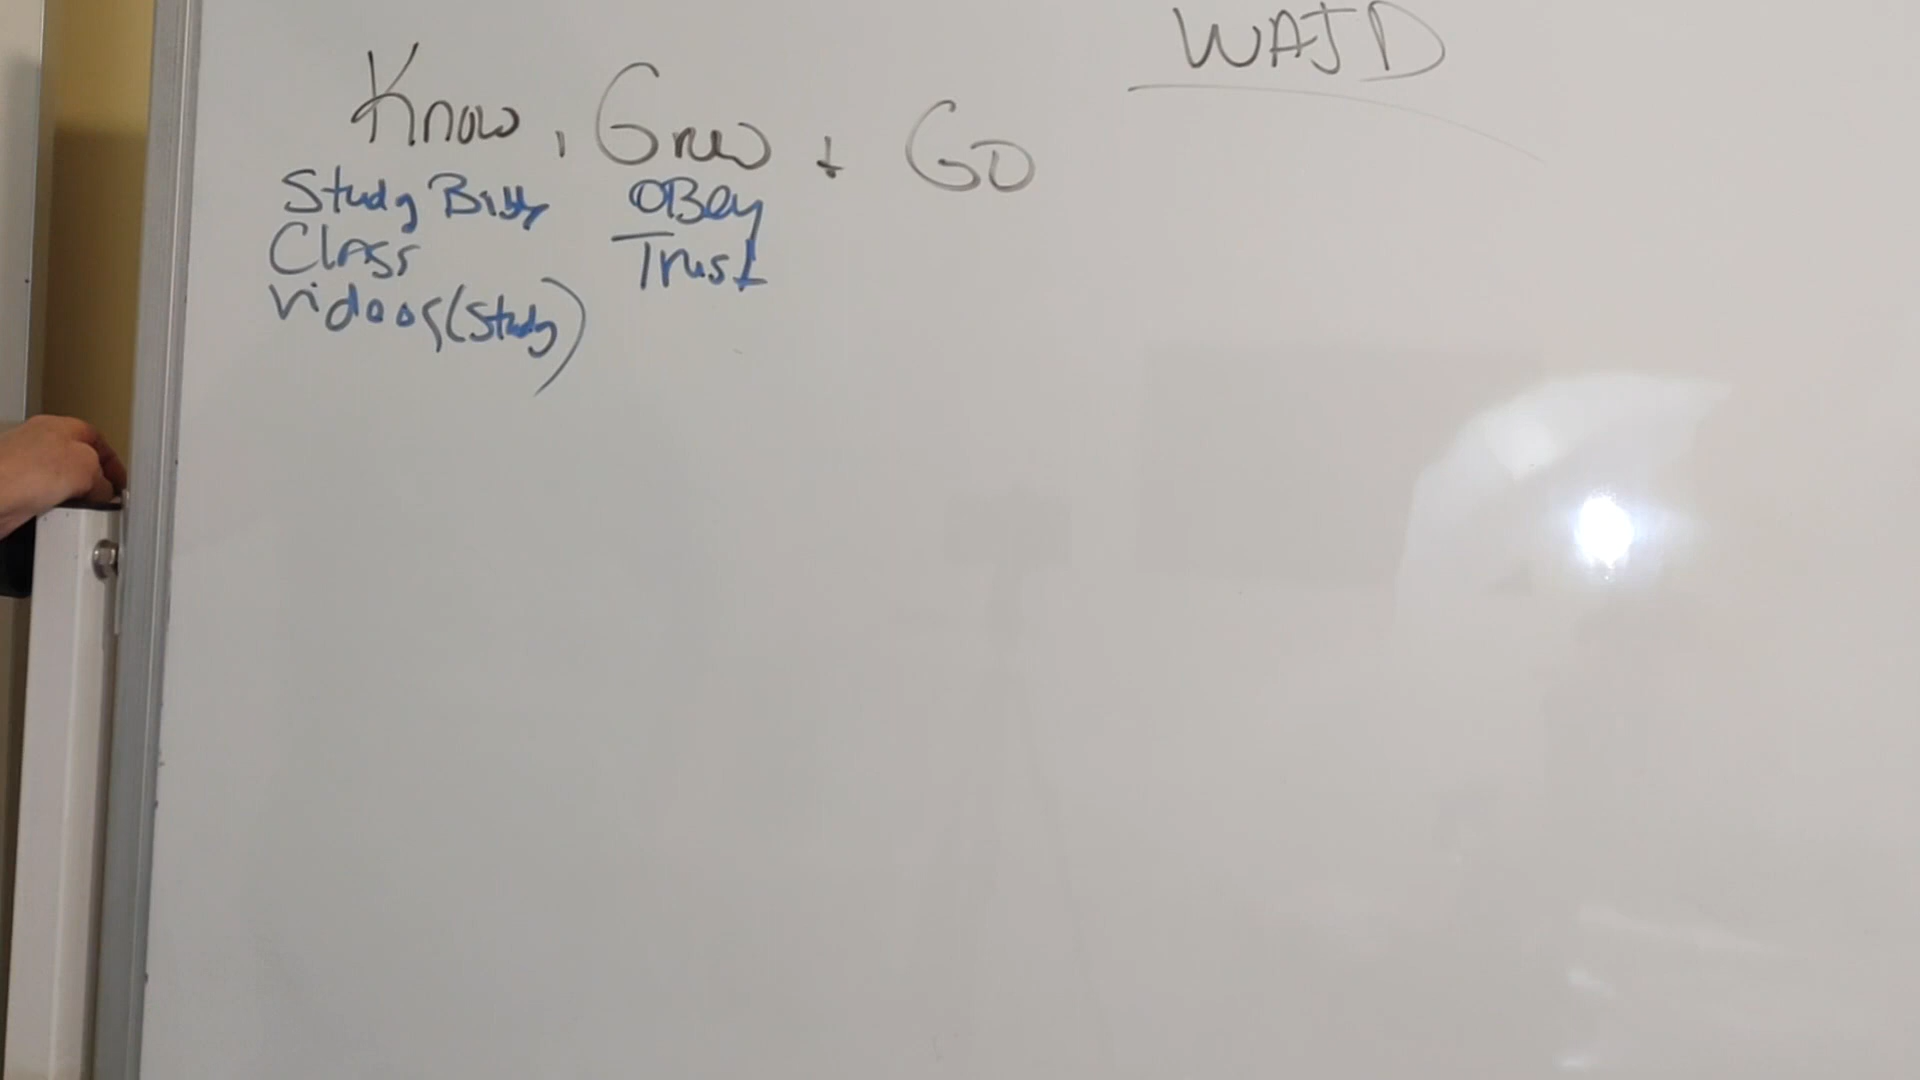 WAJD
Know, Grow + Go
Study Bible OBey
Class Trust
Videos (Study)